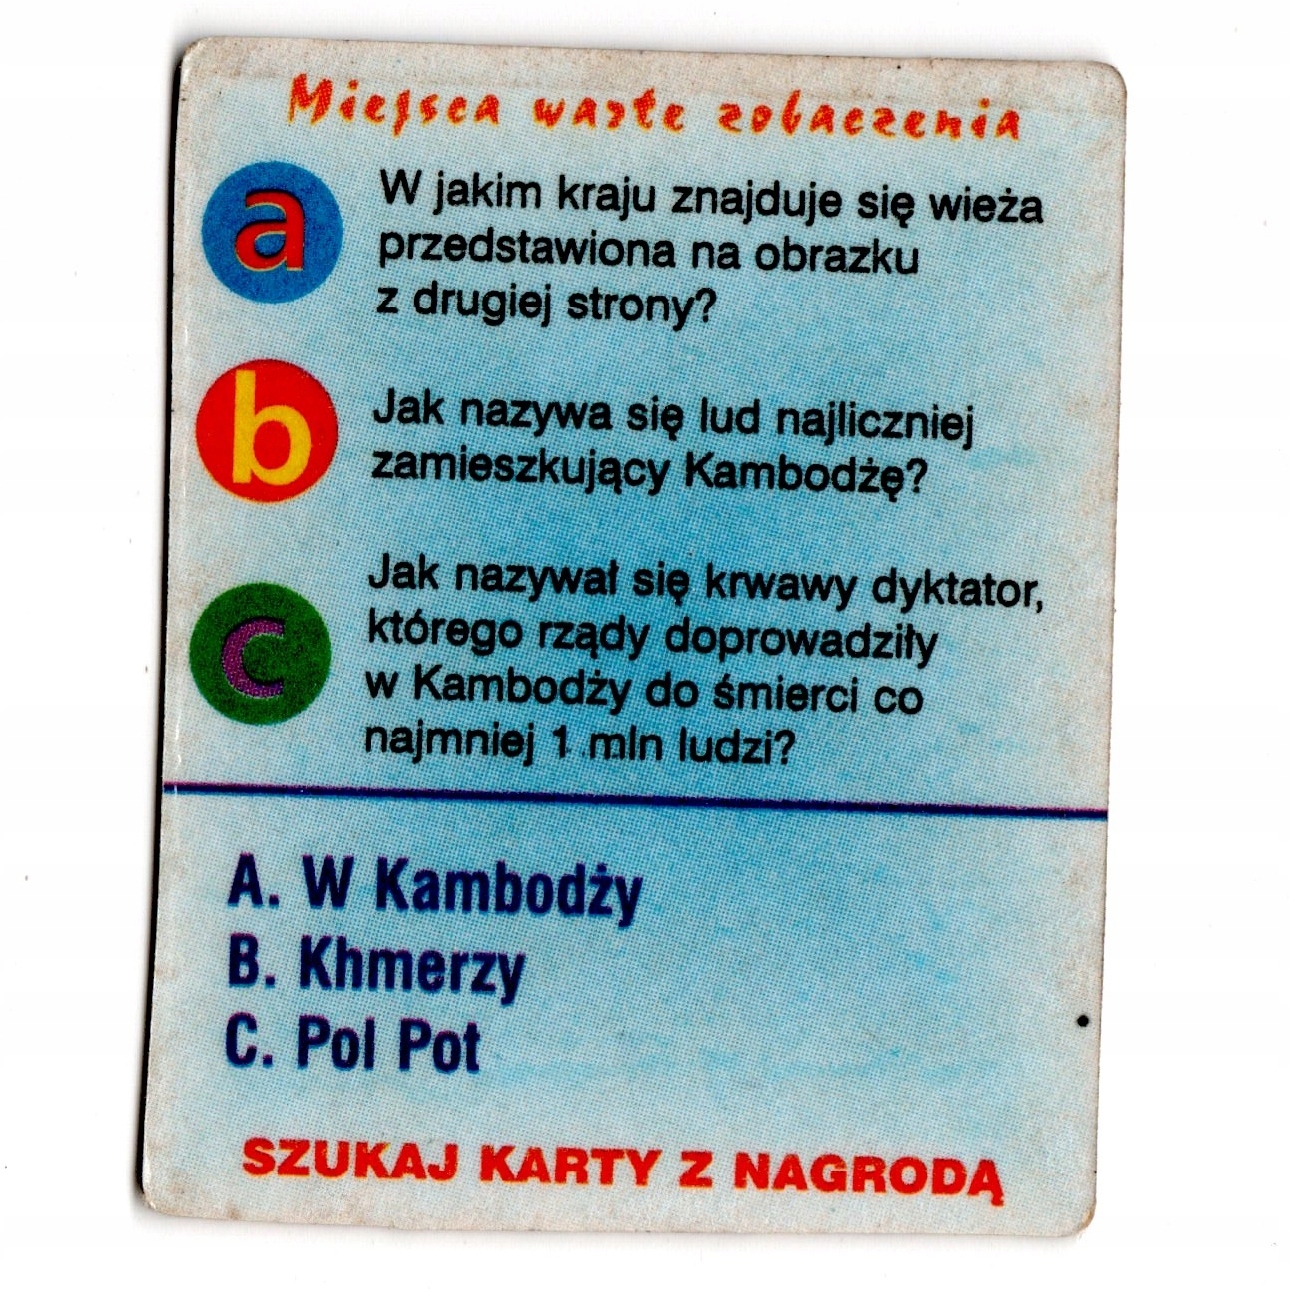 Miejsca warte zobaczenia
a
W jakim kraju znajduje się wieża
przedstawiona na obrazku
z drugiej strony?
b
Jak nazywa się lud najliczniej
zamieszkujący Kambodżę?
c
Jak nazywał się krwawy dyktator,
którego rządy doprowadziły
w Kambodży do śmierci co
najmniej 1 mln ludzi?
A. W Kambodży
B. Khmerzy
C. Pol Pot
SZUKAJ KARTY Z NAGRODĄ